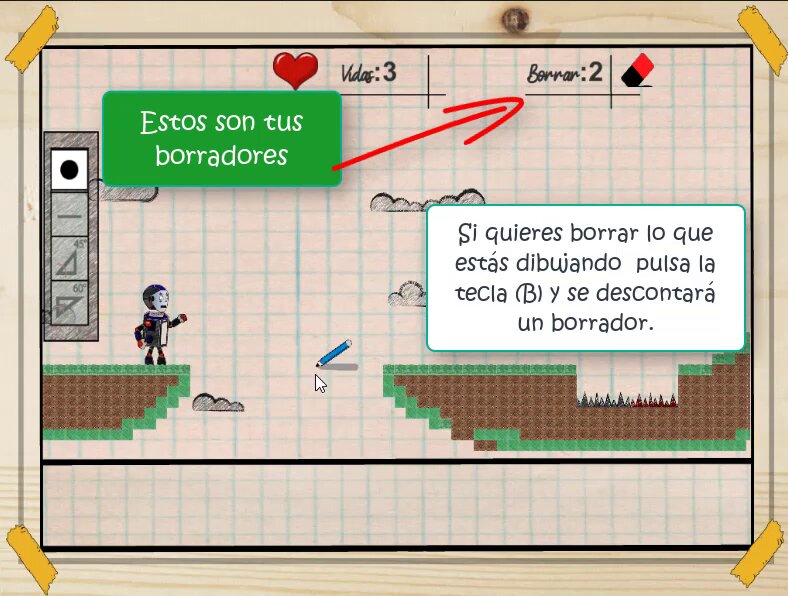 Vidas:3
Borrar:2
Estos son tus
borradores
45°
60°
Si quieres borrar lo que
estás dibujando pulsa la
tecla (B) y se descontará
un borrador.